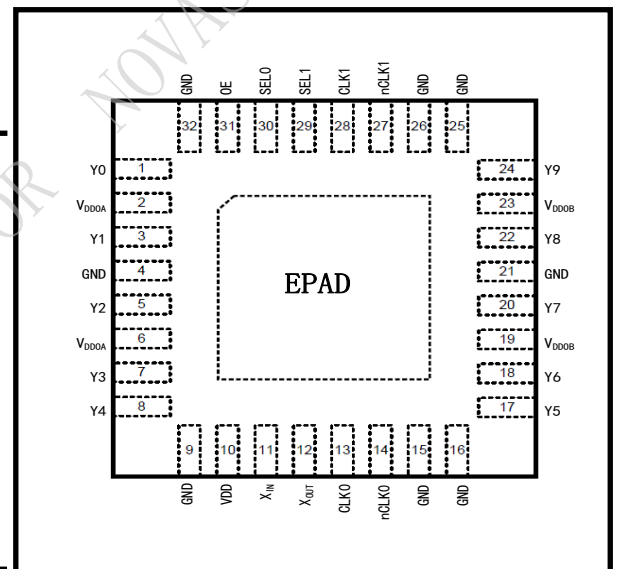 GND OE SEL0 SEL1 CLK1 nCLK1 GND GND
32 31 30 29 28 27 26 25
Y0 1 24 Y9
VDDOA 2 23 VDDOB
Y1 3 22 Y8
GND 4 21 GND
EPAD
Y2 5 20 Y7
VDDOA 6 19 VDDOB
Y3 7 18 Y6
Y4 8 17 Y5
9 10 11 12 13 14 15 16
GND VDD XIN XOUT CLK0 nCLK0 GND GND